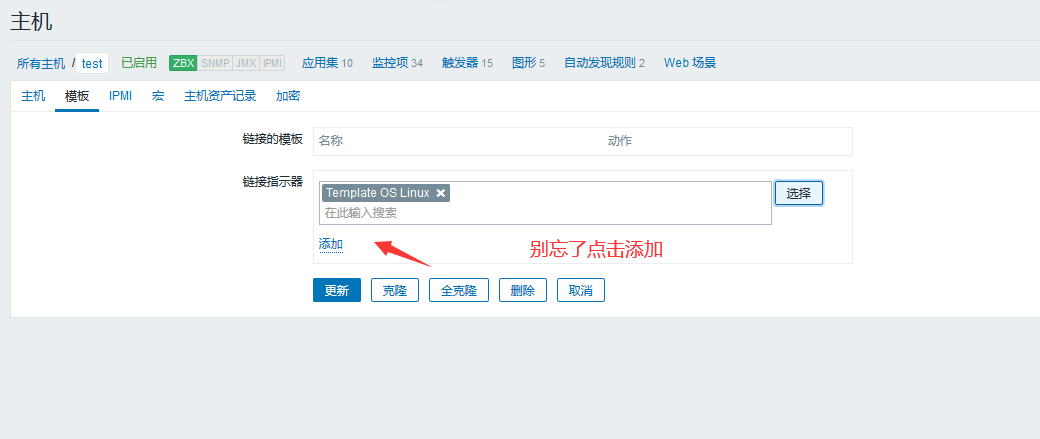 主机
所有主机 / test 已启用 ZBX SNMP JMX IPMI 应用集 10 监控项 34 触发器 15 图形 5 自动发现规则 2 Web 场景
主机 模板 IPMI 宏 主机资产记录 加密
链接的模板 名称 动作
链接指示器 Template OS Linux × 选择
在此输入搜索
添加 别忘了点击添加
更新 克隆 全克隆 删除 取消